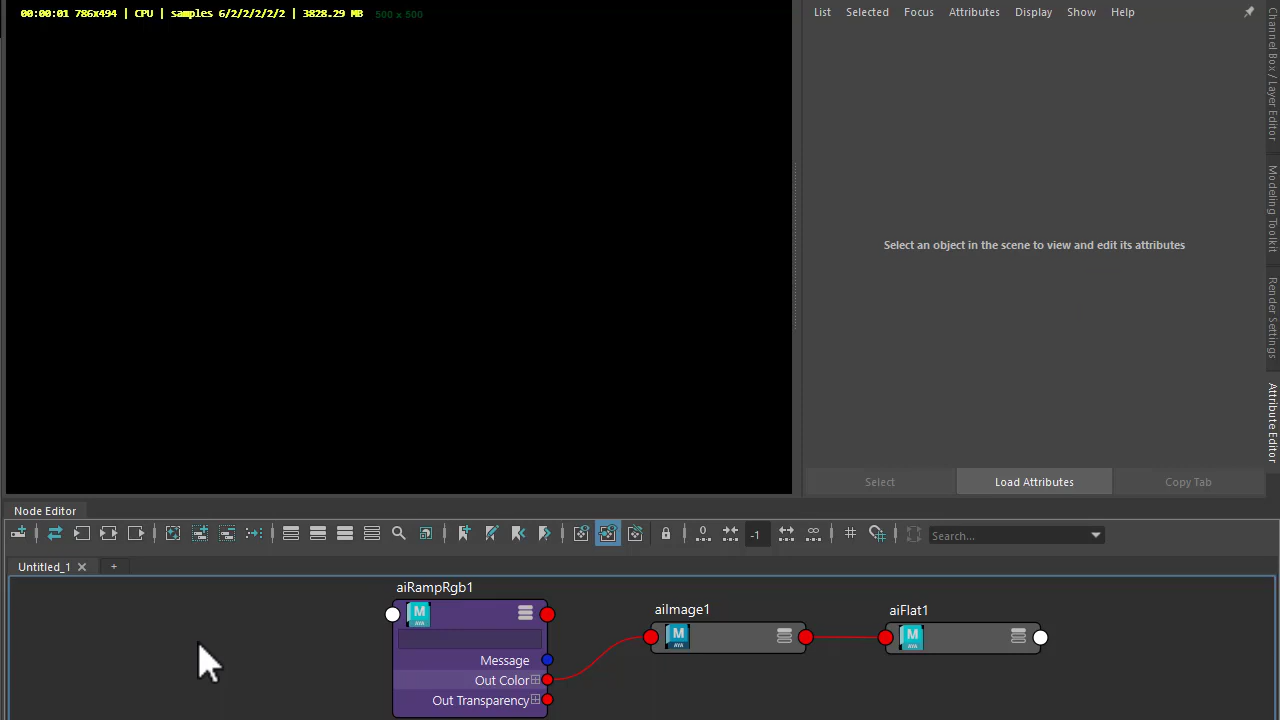 00:00:01 786x494 | CPU | samples 6/2/2/2/2/2 | 3828.29 MB 500 x 500
List Selected Focus Attributes Display Show Help
Channel Box / Layer Editor
Modeling Toolkit
Render Settings
Attribute Editor
Select an object in the scene to view and edit its attributes
Select Load Attributes Copy Tab
Node Editor
0 -1 ∞ Search...
Untitled_1 × +
aiRampRgb1
M
Message
Out Color
Out Transparency
aiImage1
M
aiFlat1
M